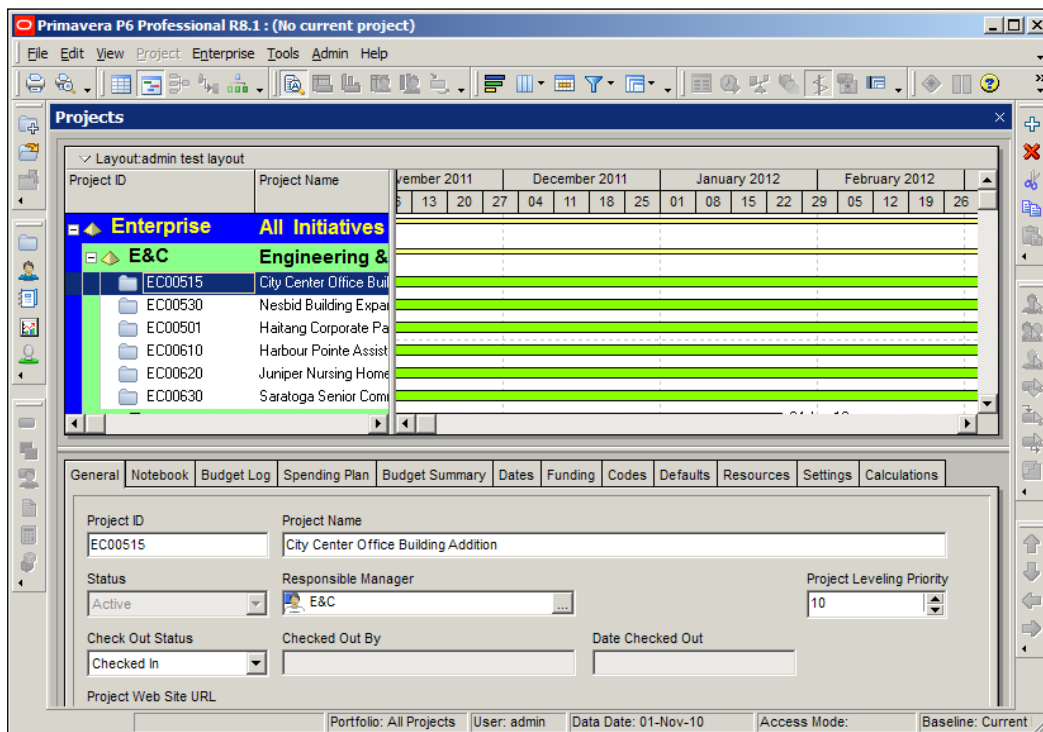 Primavera P6 Professional R8.1 : (No current project)
File Edit View Project Enterprise Tools Admin Help
Projects
Layout:admin test layout
Project ID Project Name vember 2011 December 2011 January 2012 February 2012
13 20 27 04 11 18 25 01 08 15 22 29 05 12 19 26
Enterprise All Initiatives
E&C Engineering &
EC00515 City Center Office Buil
EC00530 Nesbid Building Expa
EC00501 Haitang Corporate Pa
EC00610 Harbour Pointe Assist
EC00620 Juniper Nursing Home
EC00630 Saratoga Senior Com
General Notebook Budget Log Spending Plan Budget Summary Dates Funding Codes Defaults Resources Settings Calculations
Project ID Project Name
EC00515 City Center Office Building Addition
Status Responsible Manager Project Leveling Priority
Active E&C ... 10
Check Out Status Checked Out By Date Checked Out
Checked In
Project Web Site URL
Portfolio: All Projects User: admin Data Date: 01-Nov-10 Access Mode: Baseline: Current